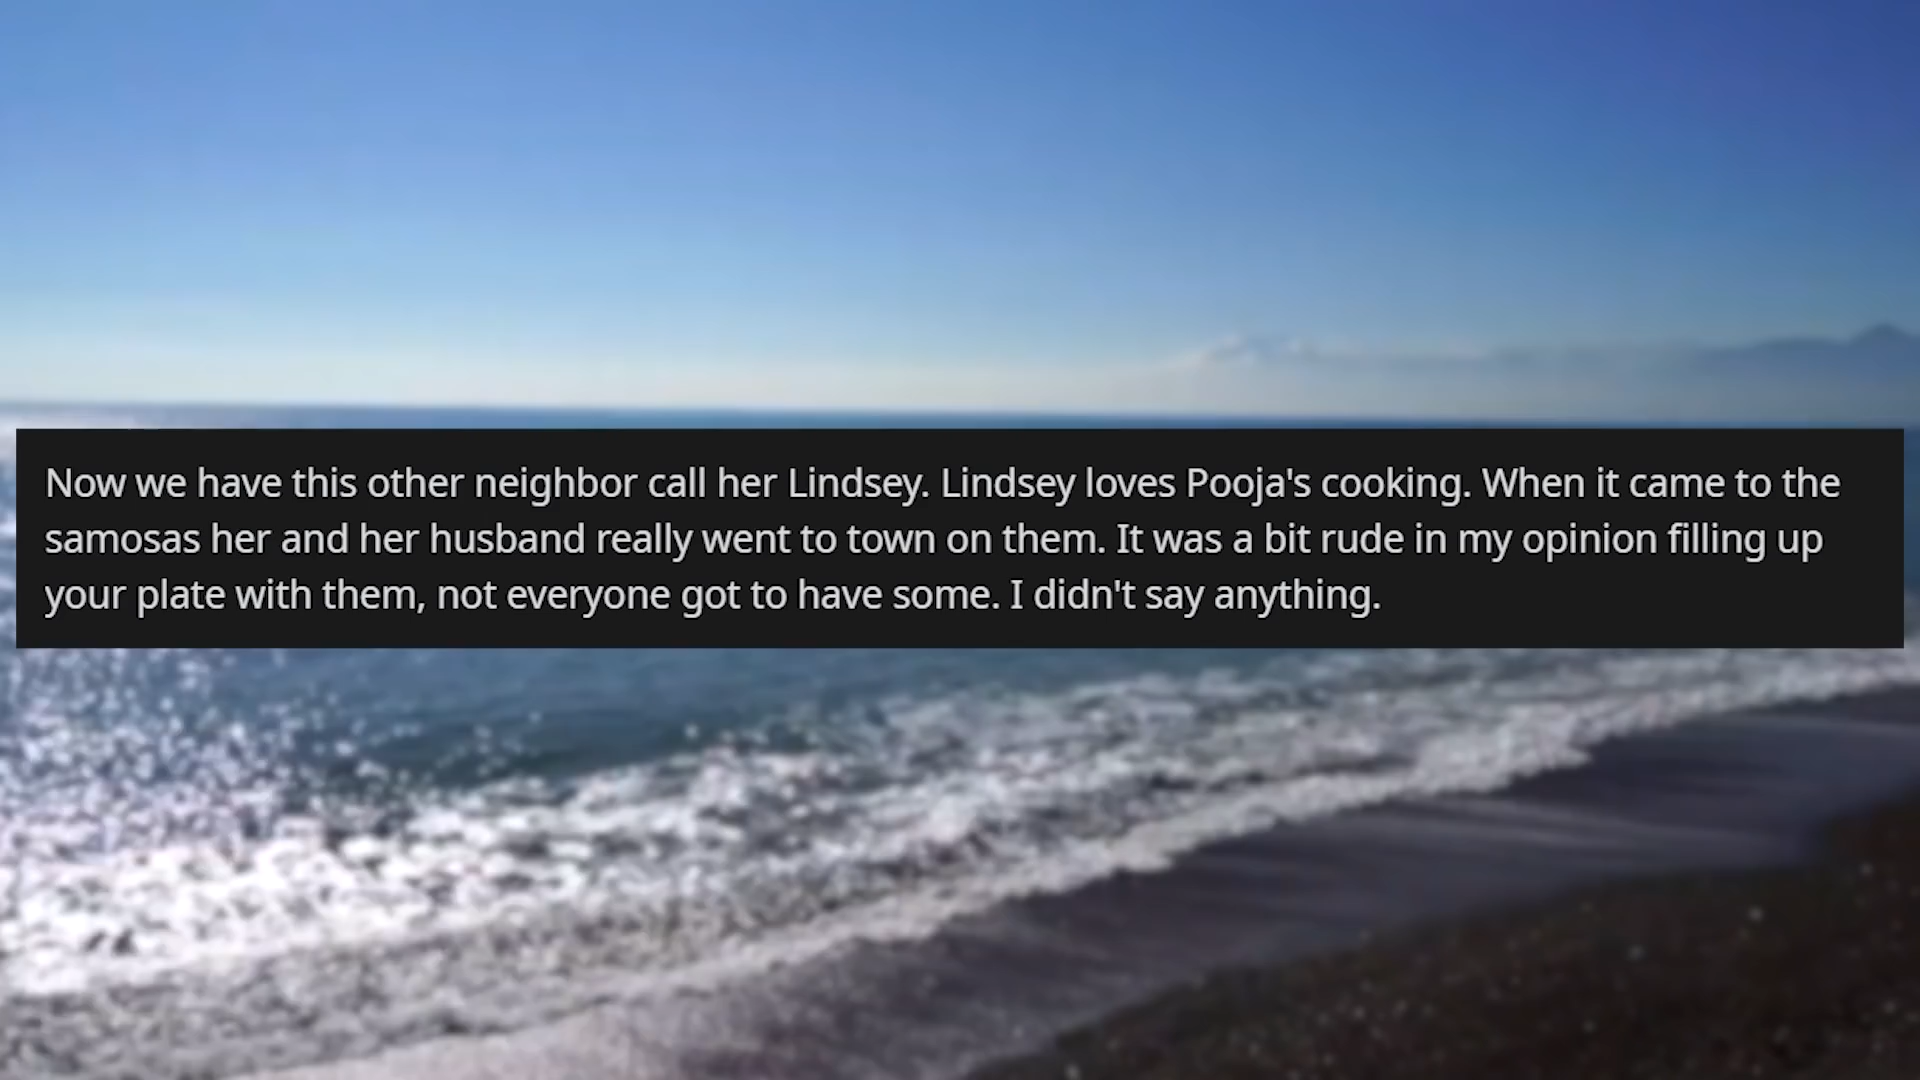 Now we have this other neighbor call her Lindsey. Lindsey loves Pooja's cooking. When it came to the
samosas her and her husband really went to town on them. It was a bit rude in my opinion filling up
your plate with them, not everyone got to have some. I didn't say anything.